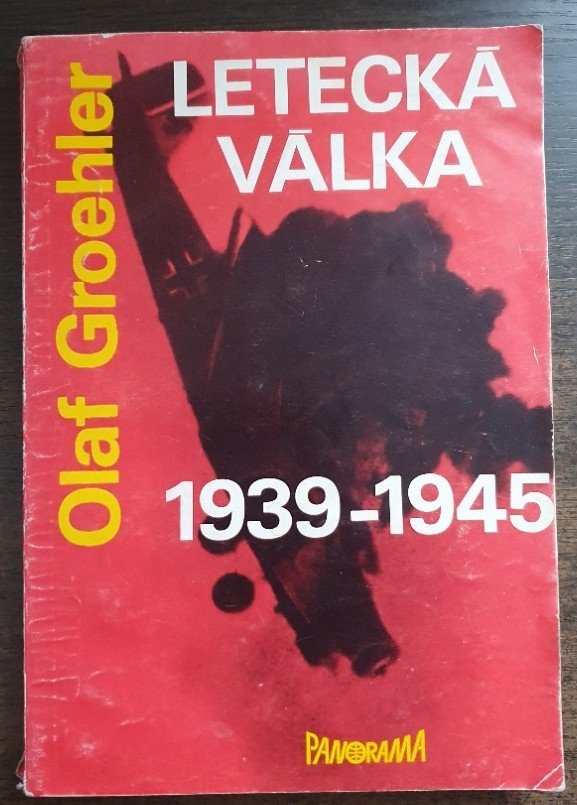 Olaf Groehler
LETECKÁ
VÁLKA
1939-1945
PANORAMA